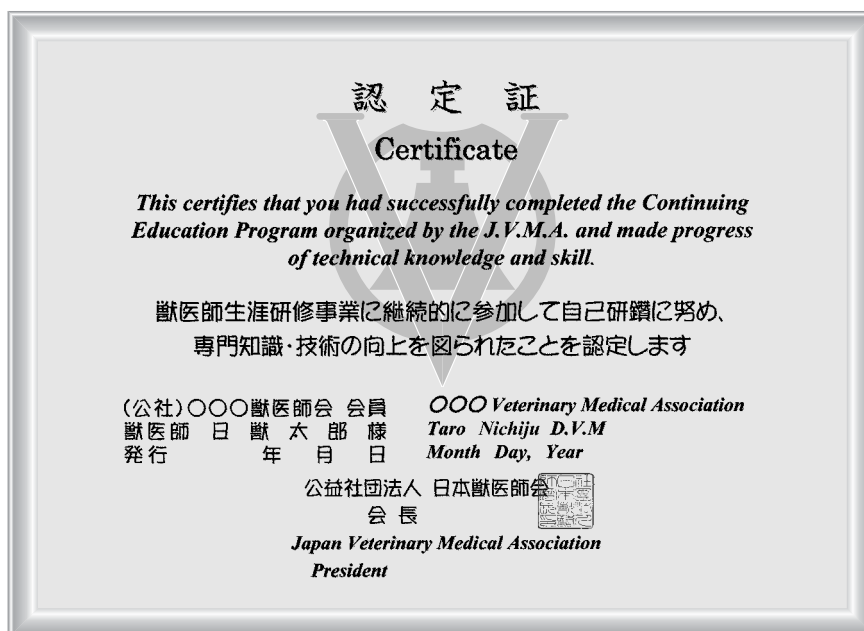 認 定 証
Certificate
This certifies that you had successfully completed the Continuing
Education Program organized by the J.V.M.A. and made progress
of technical knowledge and skill.
獣医師生涯研修事業に継続的に参加して自己研鑽に努め、
専門知識・技術の向上を図られたことを認定します
(公社)○○○獣医師会 会員 ○○○ Veterinary Medical Association
獣医師 日 獣 太 郎 様 Taro Nichiju D.V.M
発行 年 月 日 Month Day, Year
公益社団法人 日本獣医師会
会 長
Japan Veterinary Medical Association
President